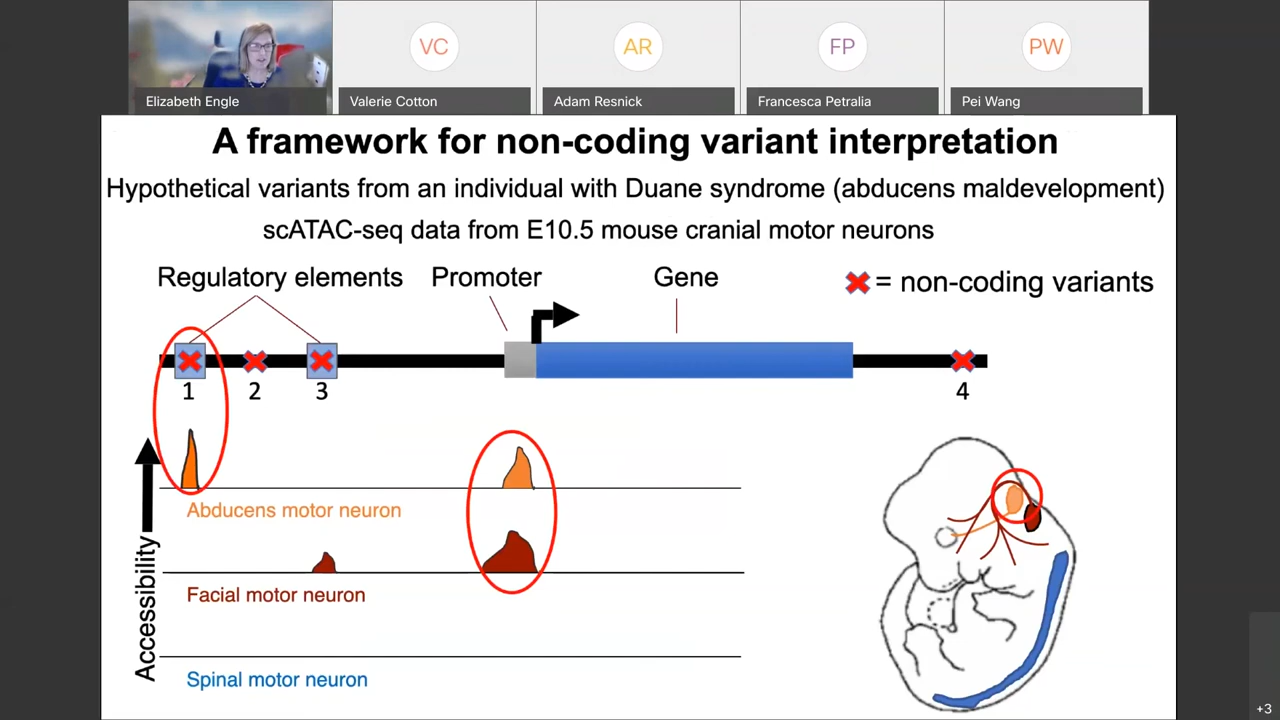 VC
AR
FP
PW
Elizabeth Engle
Valerie Cotton
Adam Resnick
Francesca Petralia
Pei Wang
A framework for non-coding variant interpretation
Hypothetical variants from an individual with Duane syndrome (abducens maldevelopment)
scATAC-seq data from E10.5 mouse cranial motor neurons
Regulatory elements
Promoter
Gene
= non-coding variants
1
2
3
4
Accessibility
Abducens motor neuron
Facial motor neuron
Spinal motor neuron
+3